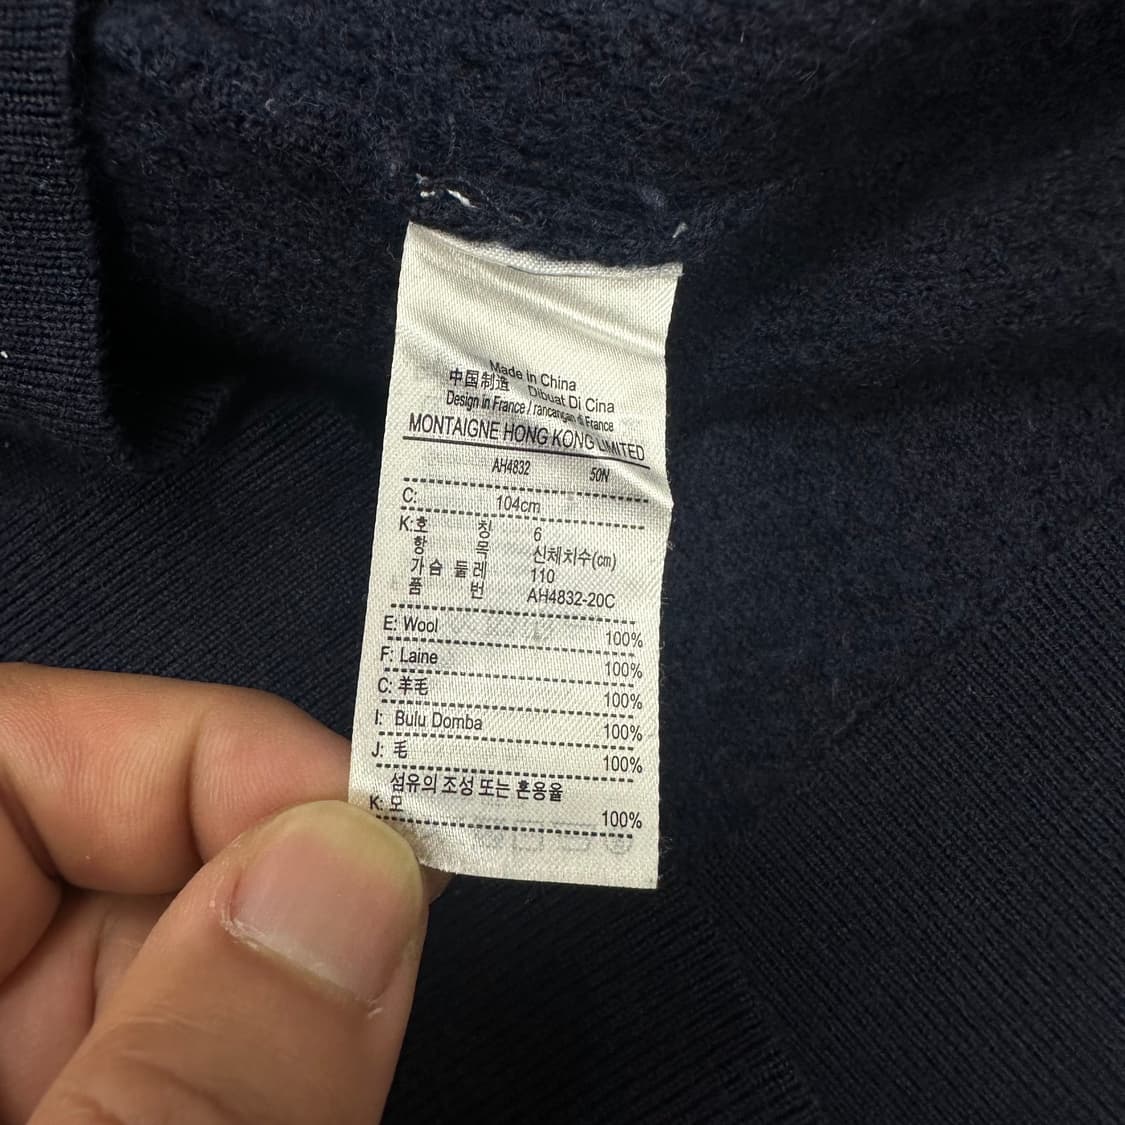 Made in China
中国制造 Dibuat Di Cina
Design in France / rancangan di France
MONTAIGNE HONG KONG LIMITED
AH4832 50N
C: 104cm
K:호 칭 6
항 목 신체치수(cm)
가슴 둘레 110
품 번 AH4832-20C
E: Wool 100%
F: Laine 100%
C: 羊毛 100%
I: Bulu Domba 100%
J: 毛 100%
섬유의 조성 또는 혼용율
K: 모 100%